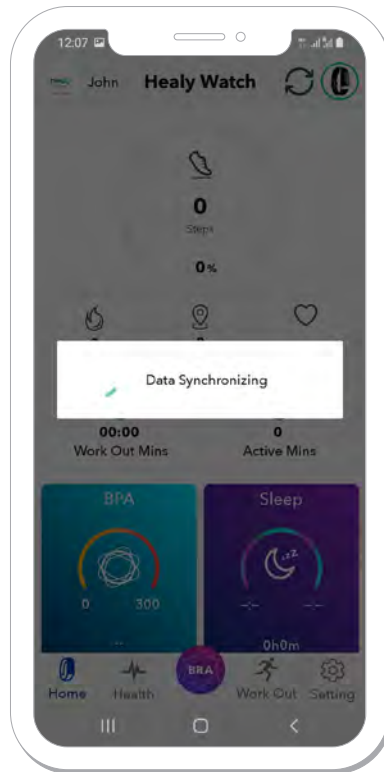 12:07
John Healy Watch
0
Steps
0%
Data Synchronizing
00:00 0
Work Out Mins Active Mins
BPA Sleep
0 300 -:- -:-
... 0h0m
BRA
Home Health Work Out Setting